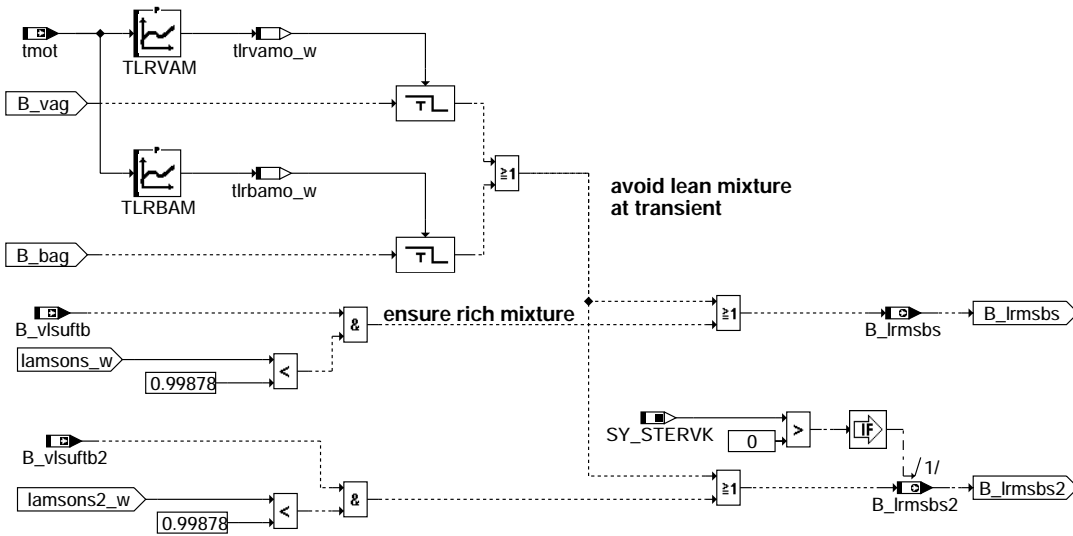 P
tmot
TLRVAM
tlrvamo_w
B_vag
T
P
TLRBAM
tlrbamo_w
≥1
avoid lean mixture
at transient
B_bag
T
B_vlsuftb
&
ensure rich mixture
≥1
B_lrmsbs
B_lrmsbs
lamsons_w
<
0.99878
SY_STERVK
>
0
IF
B_vlsuftb2
/1/
lamsons2_w
<
0.99878
&
≥1
B_lrmsbs2
B_lrmsbs2